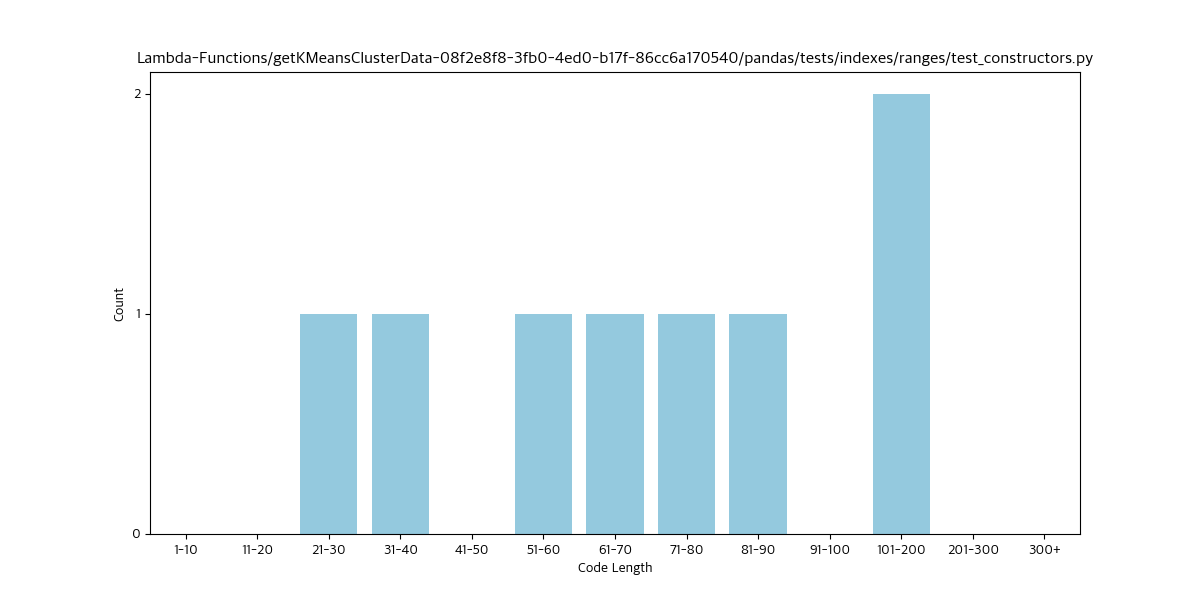 Lambda-Functions/getKMeansClusterData-08f2e8f8-3fb0-4ed0-b17f-86cc6a170540/pandas/tests/indexes/ranges/test_constructors.py
2
1
0
Count
1-10 11-20 21-30 31-40 41-50 51-60 61-70 71-80 81-90 91-100 101-200 201-300 300+
Code Length